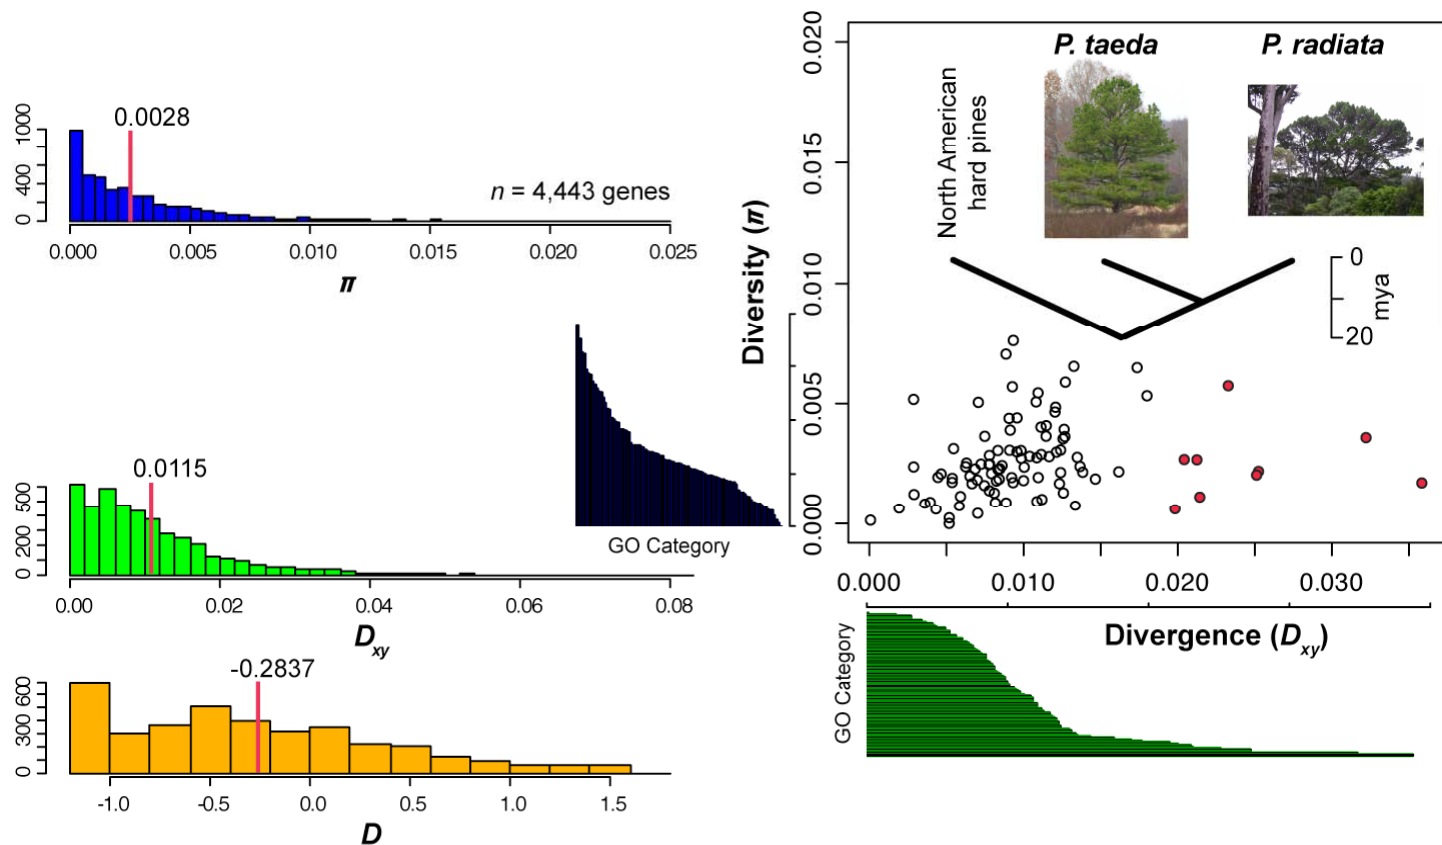 0.0028
1000
400
0
n = 4,443 genes
0.000 0.005 0.010 0.015 0.020 0.025
π
0.0115
500
200
0
0.00 0.02 0.04 0.06 0.08
Dxy
-0.2837
600
300
0
-1.0 -0.5 0.0 0.5 1.0 1.5
D
GO Category
Diversity (π)
0.020
0.015
0.010
0.005
0.000
P. taeda P. radiata
North American
hard pines
0
mya
20
0.000 0.010 0.020 0.030
Divergence (Dxy)
GO Category